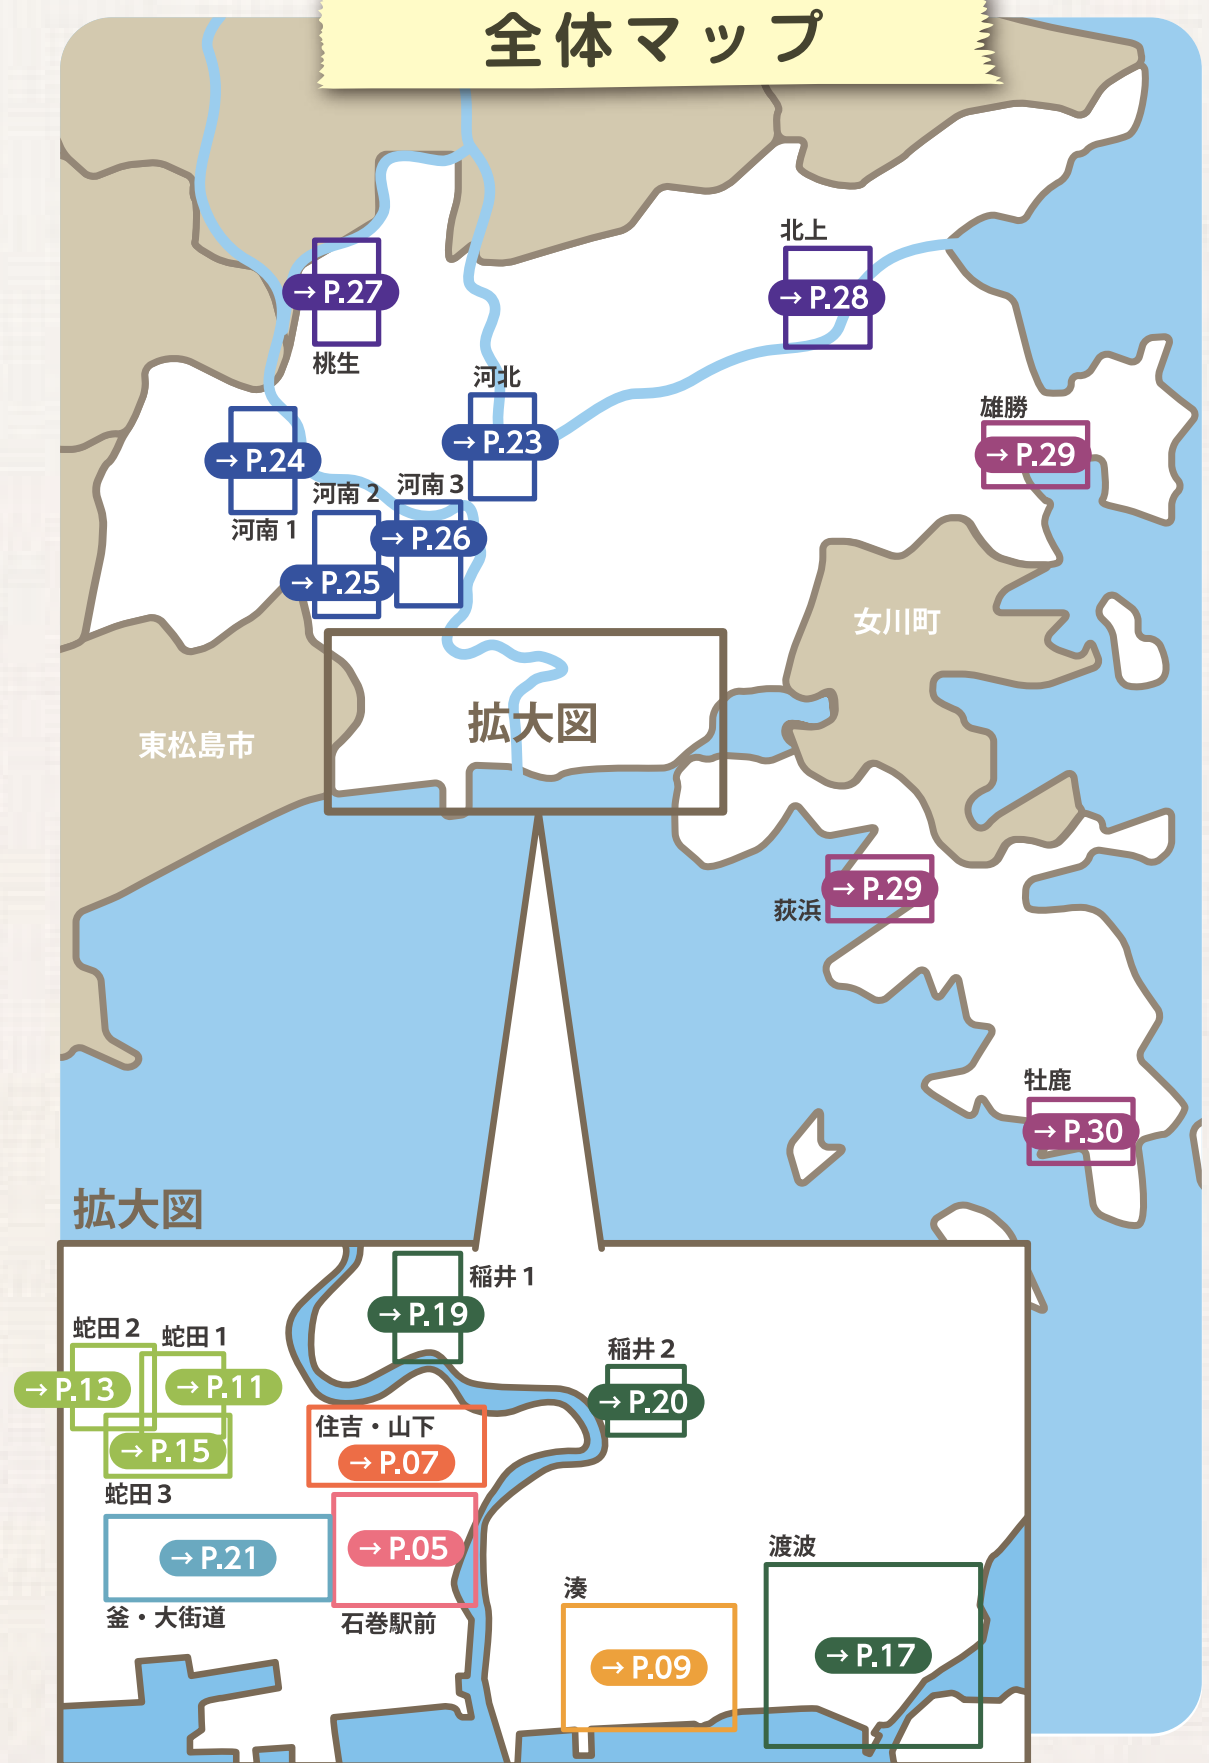 全体マップ
北上
→ P.28
→ P.27
桃生
河北
→ P.23
雄勝
→ P.29
→ P.24
河南 1
河南 2
→ P.25
河南 3
→ P.26
女川町
東松島市
拡大図
→ P.29
荻浜
牡鹿
→ P.30
拡大図
稲井 1
→ P.19
蛇田 2
→ P.13
蛇田 1
→ P.11
稲井 2
→ P.20
→ P.15
蛇田 3
住吉・山下
→ P.07
→ P.21
釜・大街道
→ P.05
石巻駅前
渡波
→ P.17
湊
→ P.09